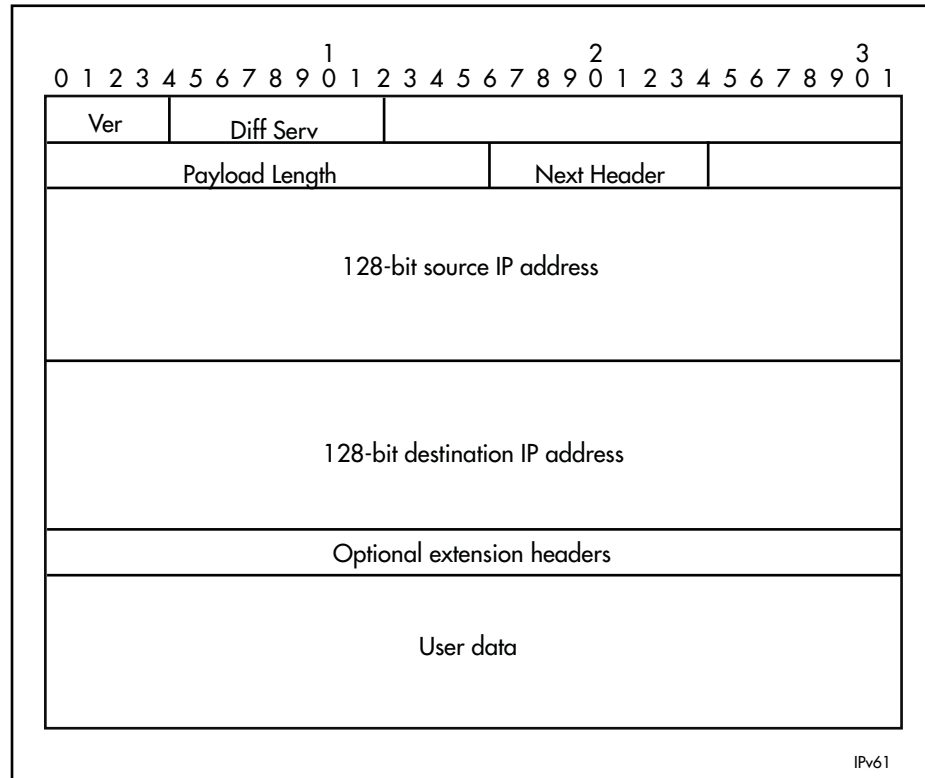 1 2 3
0 1 2 3 4 5 6 7 8 9 0 1 2 3 4 5 6 7 8 9 0 1 2 3 4 5 6 7 8 9 0 1
Ver Diff Serv
Payload Length Next Header
128-bit source IP address
128-bit destination IP address
Optional extension headers
User data
IPv61